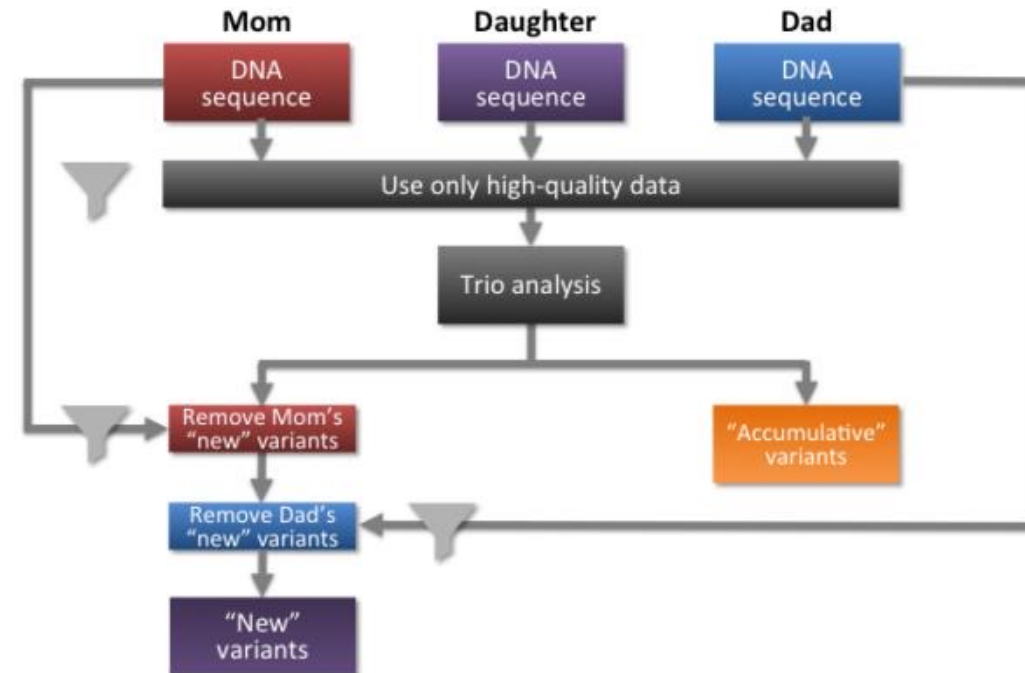 Mom
Daughter
Dad
DNA
sequence
DNA
sequence
DNA
sequence
Use only high-quality data
Trio analysis
Remove Mom's
"new" variants
"Accumulative"
variants
Remove Dad's
"new" variants
"New"
variants